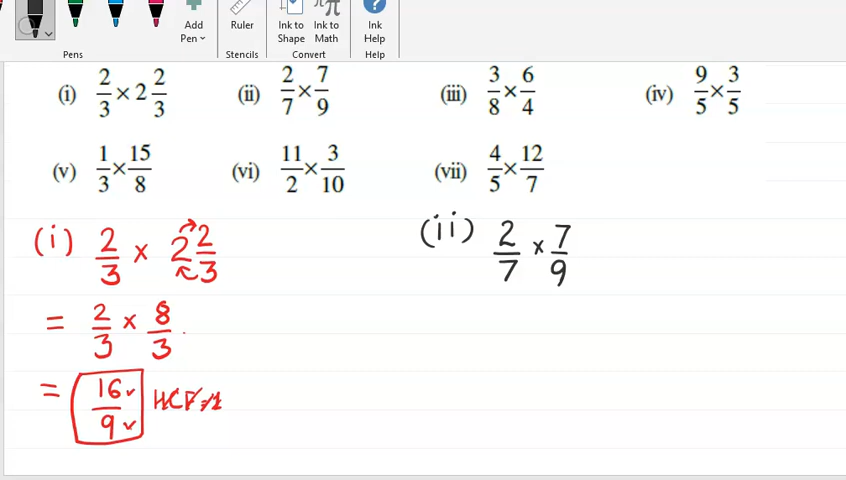 Add Pen
Ruler
Ink to Shape
Ink to Math
Ink Help
Pens
Stencils
Convert
Help
(i) 2/3 × 2 2/3 (ii) 2/7 × 7/9 (iii) 3/8 × 6/4 (iv) 9/5 × 3/5
(v) 1/3 × 15/8 (vi) 11/2 × 3/10 (vii) 4/5 × 12/7
(i) 2/3 × 2 2/3
= 2/3 × 8/3
= 16/9 HCF=1
(ii) 2/7 × 7/9